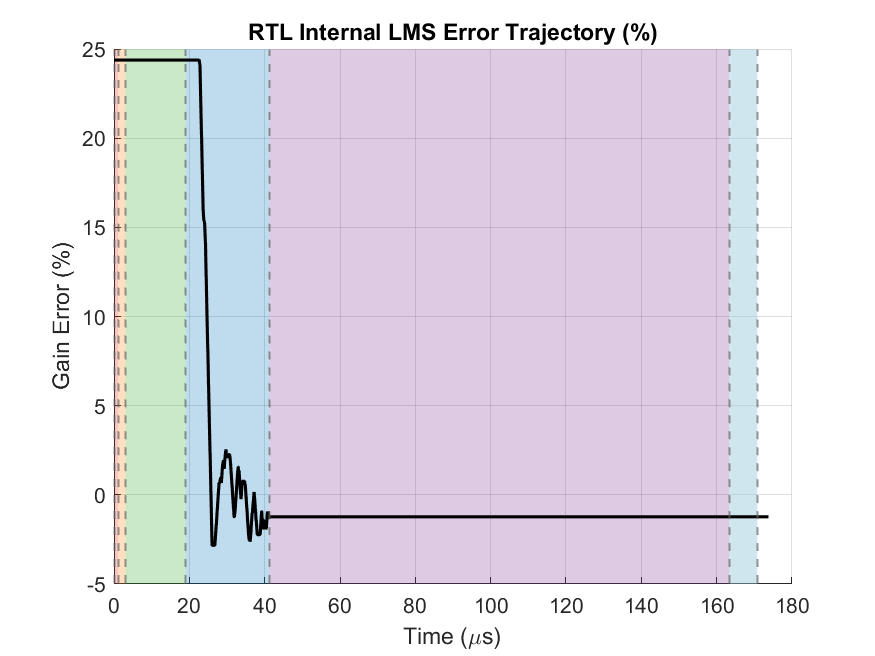 RTL Internal LMS Error Trajectory (%)
25
20
15
10
5
0
-5
Gain Error (%)
0 20 40 60 80 100 120 140 160 180
Time (μs)